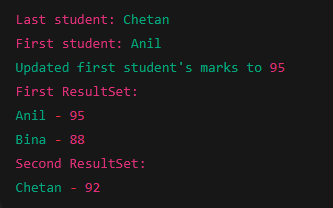 Last student: Chetan
First student: Anil
Updated first student's marks to 95
First ResultSet:
Anil - 95
Bina - 88
Second ResultSet:
Chetan - 92